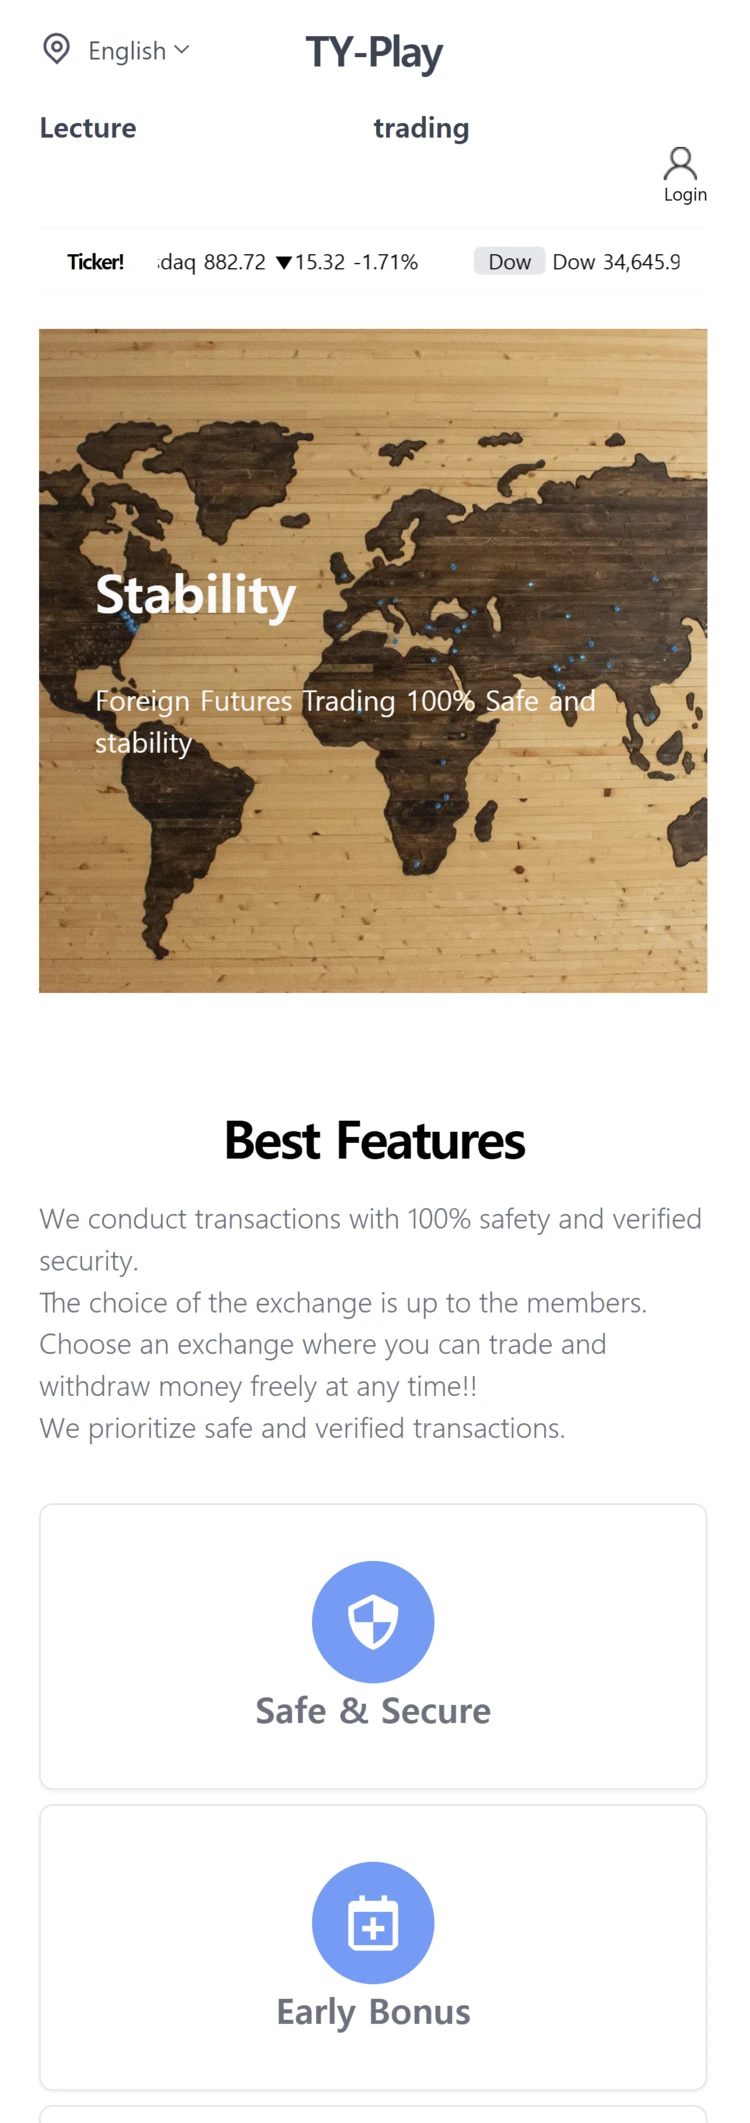 English
TY-Play
Lecture
trading
Login
Ticker!
sdaq 882.72 ▼15.32 -1.71%
Dow
Dow 34,645.9
Stability
Foreign Futures Trading 100% Safe and
stability
Best Features
We conduct transactions with 100% safety and verified
security.
The choice of the exchange is up to the members.
Choose an exchange where you can trade and
withdraw money freely at any time!!
We prioritize safe and verified transactions.
Safe & Secure
Early Bonus